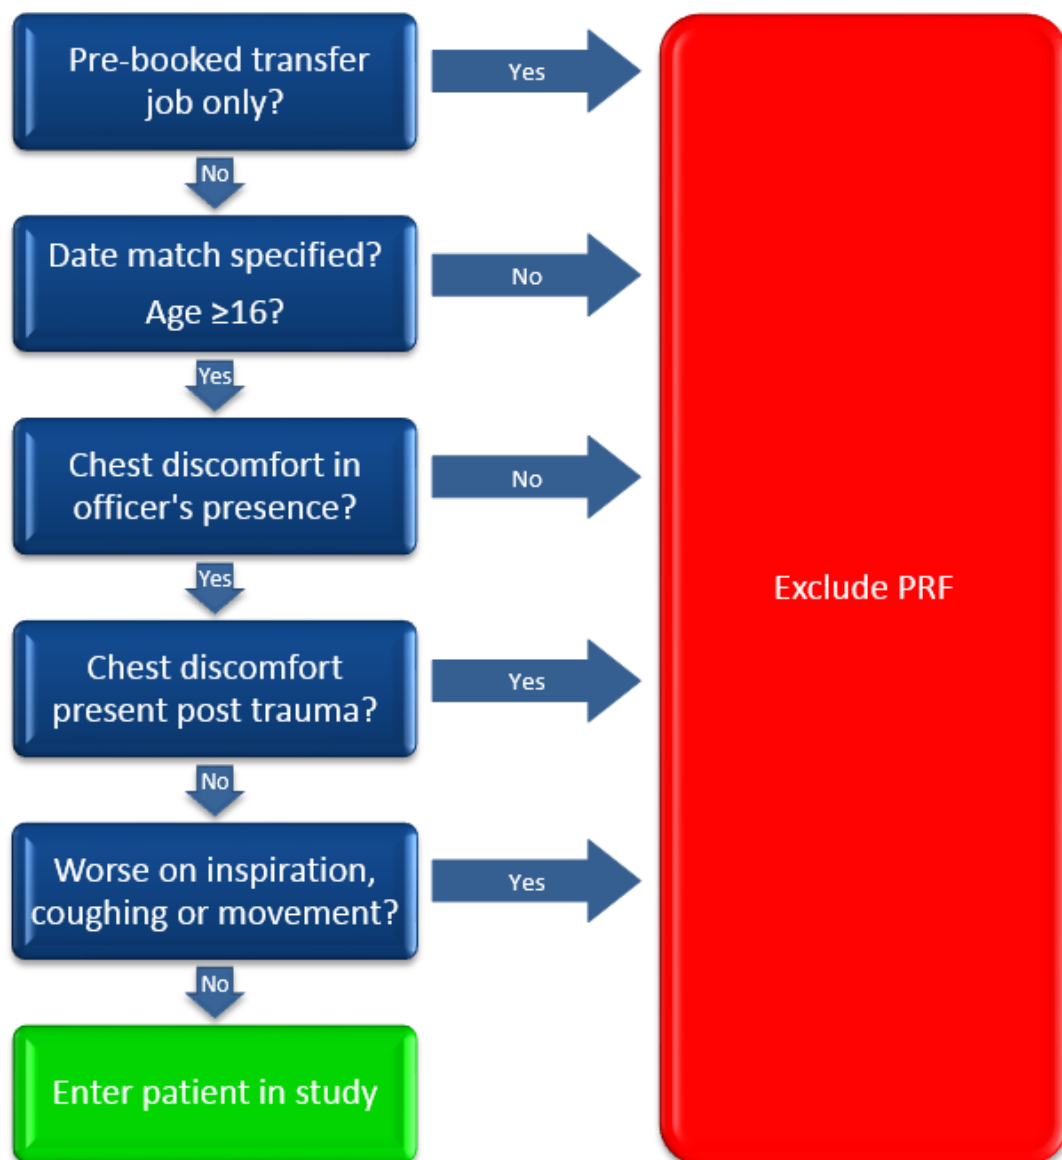 Pre-booked transfer
job only?
Yes
No
Date match specified?
Age ≥16?
No
Yes
Chest discomfort in
officer's presence?
No
Yes
Chest discomfort
present post trauma?
Yes
No
Worse on inspiration,
coughing or movement?
Yes
No
Enter patient in study
Exclude PRF